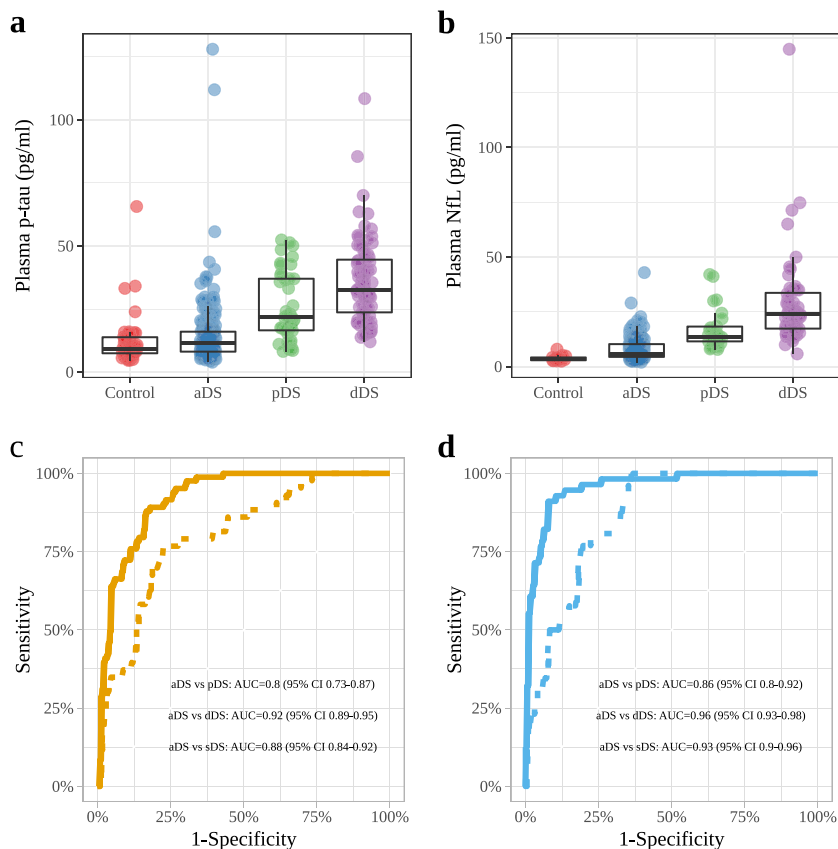 a
Plasma p-tau (pg/ml)
100
50
0
Control aDS pDS dDS
b
Plasma NfL (pg/ml)
150
100
50
0
Control aDS pDS dDS
c
Sensitivity
100%
75%
50%
25%
0%
aDS vs pDS: AUC=0.8 (95% CI 0.73-0.87)
aDS vs dDS: AUC=0.92 (95% CI 0.89-0.95)
aDS vs sDS: AUC=0.88 (95% CI 0.84-0.92)
0% 25% 50% 75% 100%
1-Specificity
d
Sensitivity
100%
75%
50%
25%
0%
aDS vs pDS: AUC=0.86 (95% CI 0.8-0.92)
aDS vs dDS: AUC=0.96 (95% CI 0.93-0.98)
aDS vs sDS: AUC=0.93 (95% CI 0.9-0.96)
0% 25% 50% 75% 100%
1-Specificity